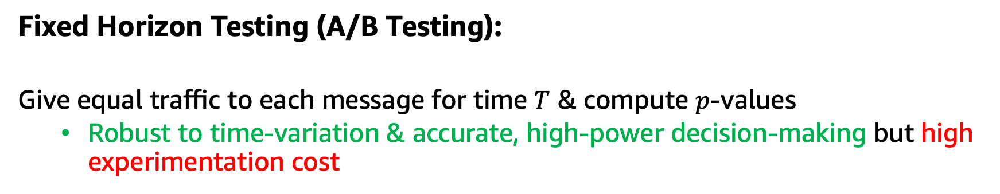 Fixed Horizon Testing (A/B Testing):
Give equal traffic to each message for time T & compute p-values
• Robust to time-variation & accurate, high-power decision-making but high
experimentation cost